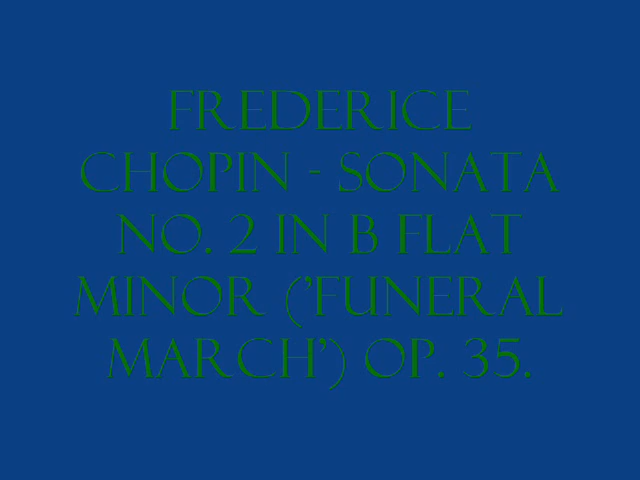 FREDERICE
CHOPIN - SONATA
NO. 2 IN B FLAT
MINOR ('FUNERAL
MARCH') OP. 35.